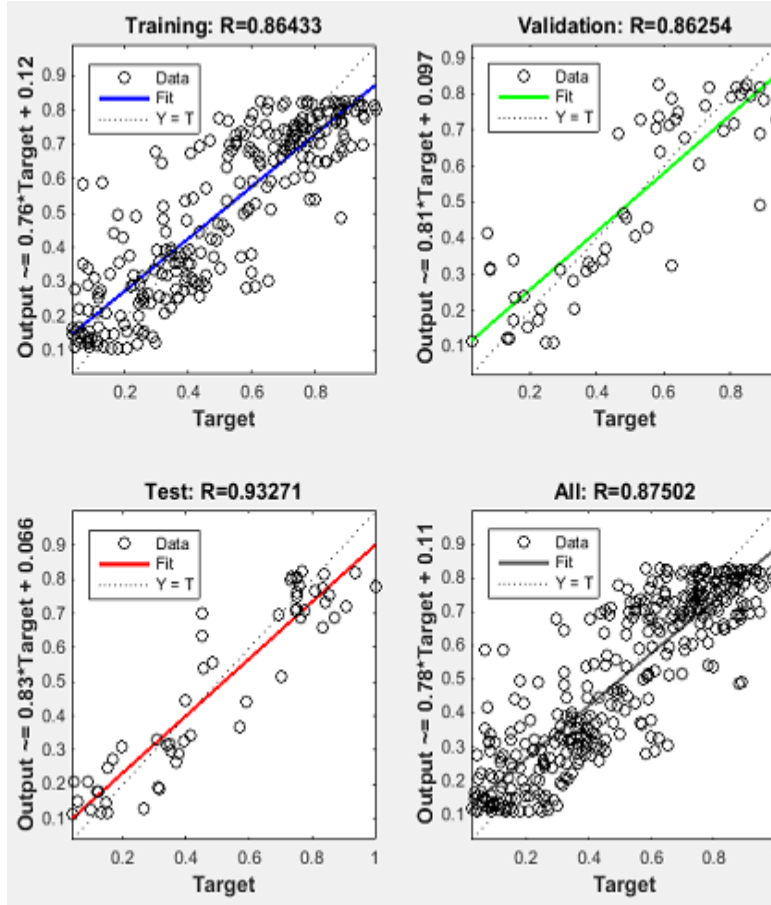 Training: R=0.86433
Output ~= 0.76*Target + 0.12
0.9
0.8
0.7
0.6
0.5
0.4
0.3
0.2
0.1
Data
Fit
Y = T
0.2 0.4 0.6 0.8
Target
Validation: R=0.86254
Output ~= 0.81*Target + 0.097
0.9
0.8
0.7
0.6
0.5
0.4
0.3
0.2
0.1
Data
Fit
Y = T
0.2 0.4 0.6 0.8
Target
Test: R=0.93271
Output ~= 0.83*Target + 0.066
0.9
0.8
0.7
0.6
0.5
0.4
0.3
0.2
0.1
Data
Fit
Y = T
0.2 0.4 0.6 0.8 1
Target
All: R=0.87502
Output ~= 0.78*Target + 0.11
0.9
0.8
0.7
0.6
0.5
0.4
0.3
0.2
0.1
Data
Fit
Y = T
0.2 0.4 0.6 0.8
Target